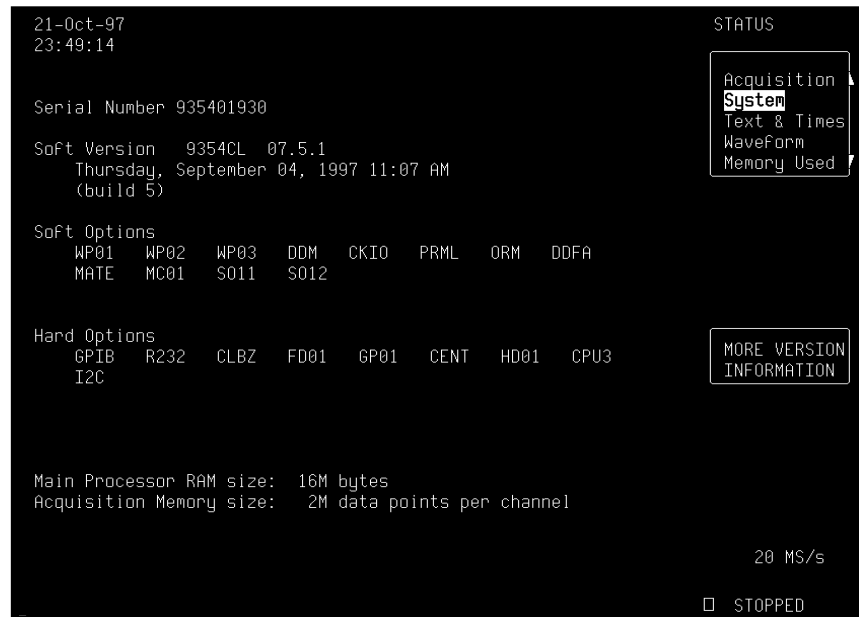 21-Oct-97
23:49:14
Serial Number 935401930
Soft Version 9354CL 07.5.1
Thursday, September 04, 1997 11:07 AM
(build 5)
Soft Options
WP01 WP02 WP03 DDM CKIO PRML ORM DDFA
MATE MC01 SO11 SO12
Hard Options
GPIB R232 CLBZ FD01 GP01 CENT HD01 CPU3
I2C
Main Processor RAM size: 16M bytes
Acquisition Memory size: 2M data points per channel
STATUS
Acquisition
System
Text & Times
Waveform
Memory Used
MORE VERSION
INFORMATION
20 MS/s
STOPPED